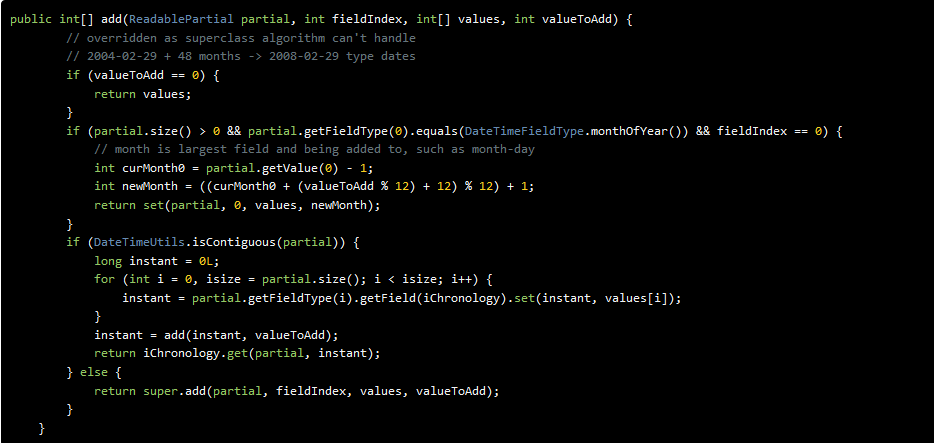 public int[] add(ReadablePartial partial, int fieldIndex, int[] values, int valueToAdd) {
        // overridden as superclass algorithm can't handle
        // 2004-02-29 + 48 months -> 2008-02-29 type dates
        if (valueToAdd == 0) {
            return values;
        }
        if (partial.size() > 0 && partial.getFieldType(0).equals(DateTimeFieldType.monthOfYear()) && fieldIndex == 0) {
            // month is largest field and being added to, such as month-day
            int curMonth0 = partial.getValue(0) - 1;
            int newMonth = ((curMonth0 + (valueToAdd % 12) + 12) % 12) + 1;
            return set(partial, 0, values, newMonth);
        }
        if (DateTimeUtils.isContiguous(partial)) {
            long instant = 0L;
            for (int i = 0, isize = partial.size(); i < isize; i++) {
                instant = partial.getFieldType(i).getField(iChronology).set(instant, values[i]);
            }
            instant = add(instant, valueToAdd);
            return iChronology.get(partial, instant);
        } else {
            return super.add(partial, fieldIndex, values, valueToAdd);
        }
    }